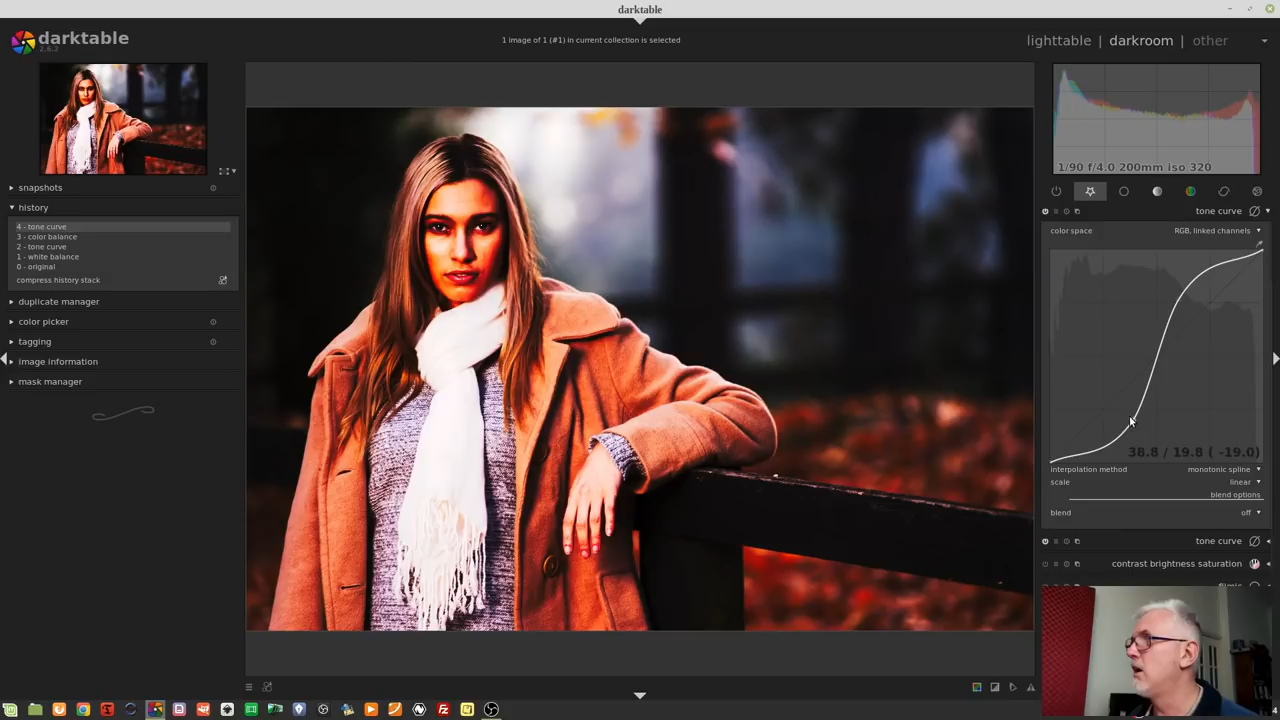 darktable
darktable
2.6.2
1 image of 1 (#1) in current collection is selected
lighttable | darkroom | other
1/90 f/4.0 200mm iso 320
snapshots
history
4 - tone curve
3 - color balance
2 - tone curve
1 - white balance
0 - original
compress history stack
duplicate manager
color picker
tagging
image information
mask manager
tone curve
color space RGB, linked channels
38.8 / 19.8 ( -19.0)
interpolation method monotonic spline
scale linear
blend options
blend off
tone curve
contrast brightness saturation